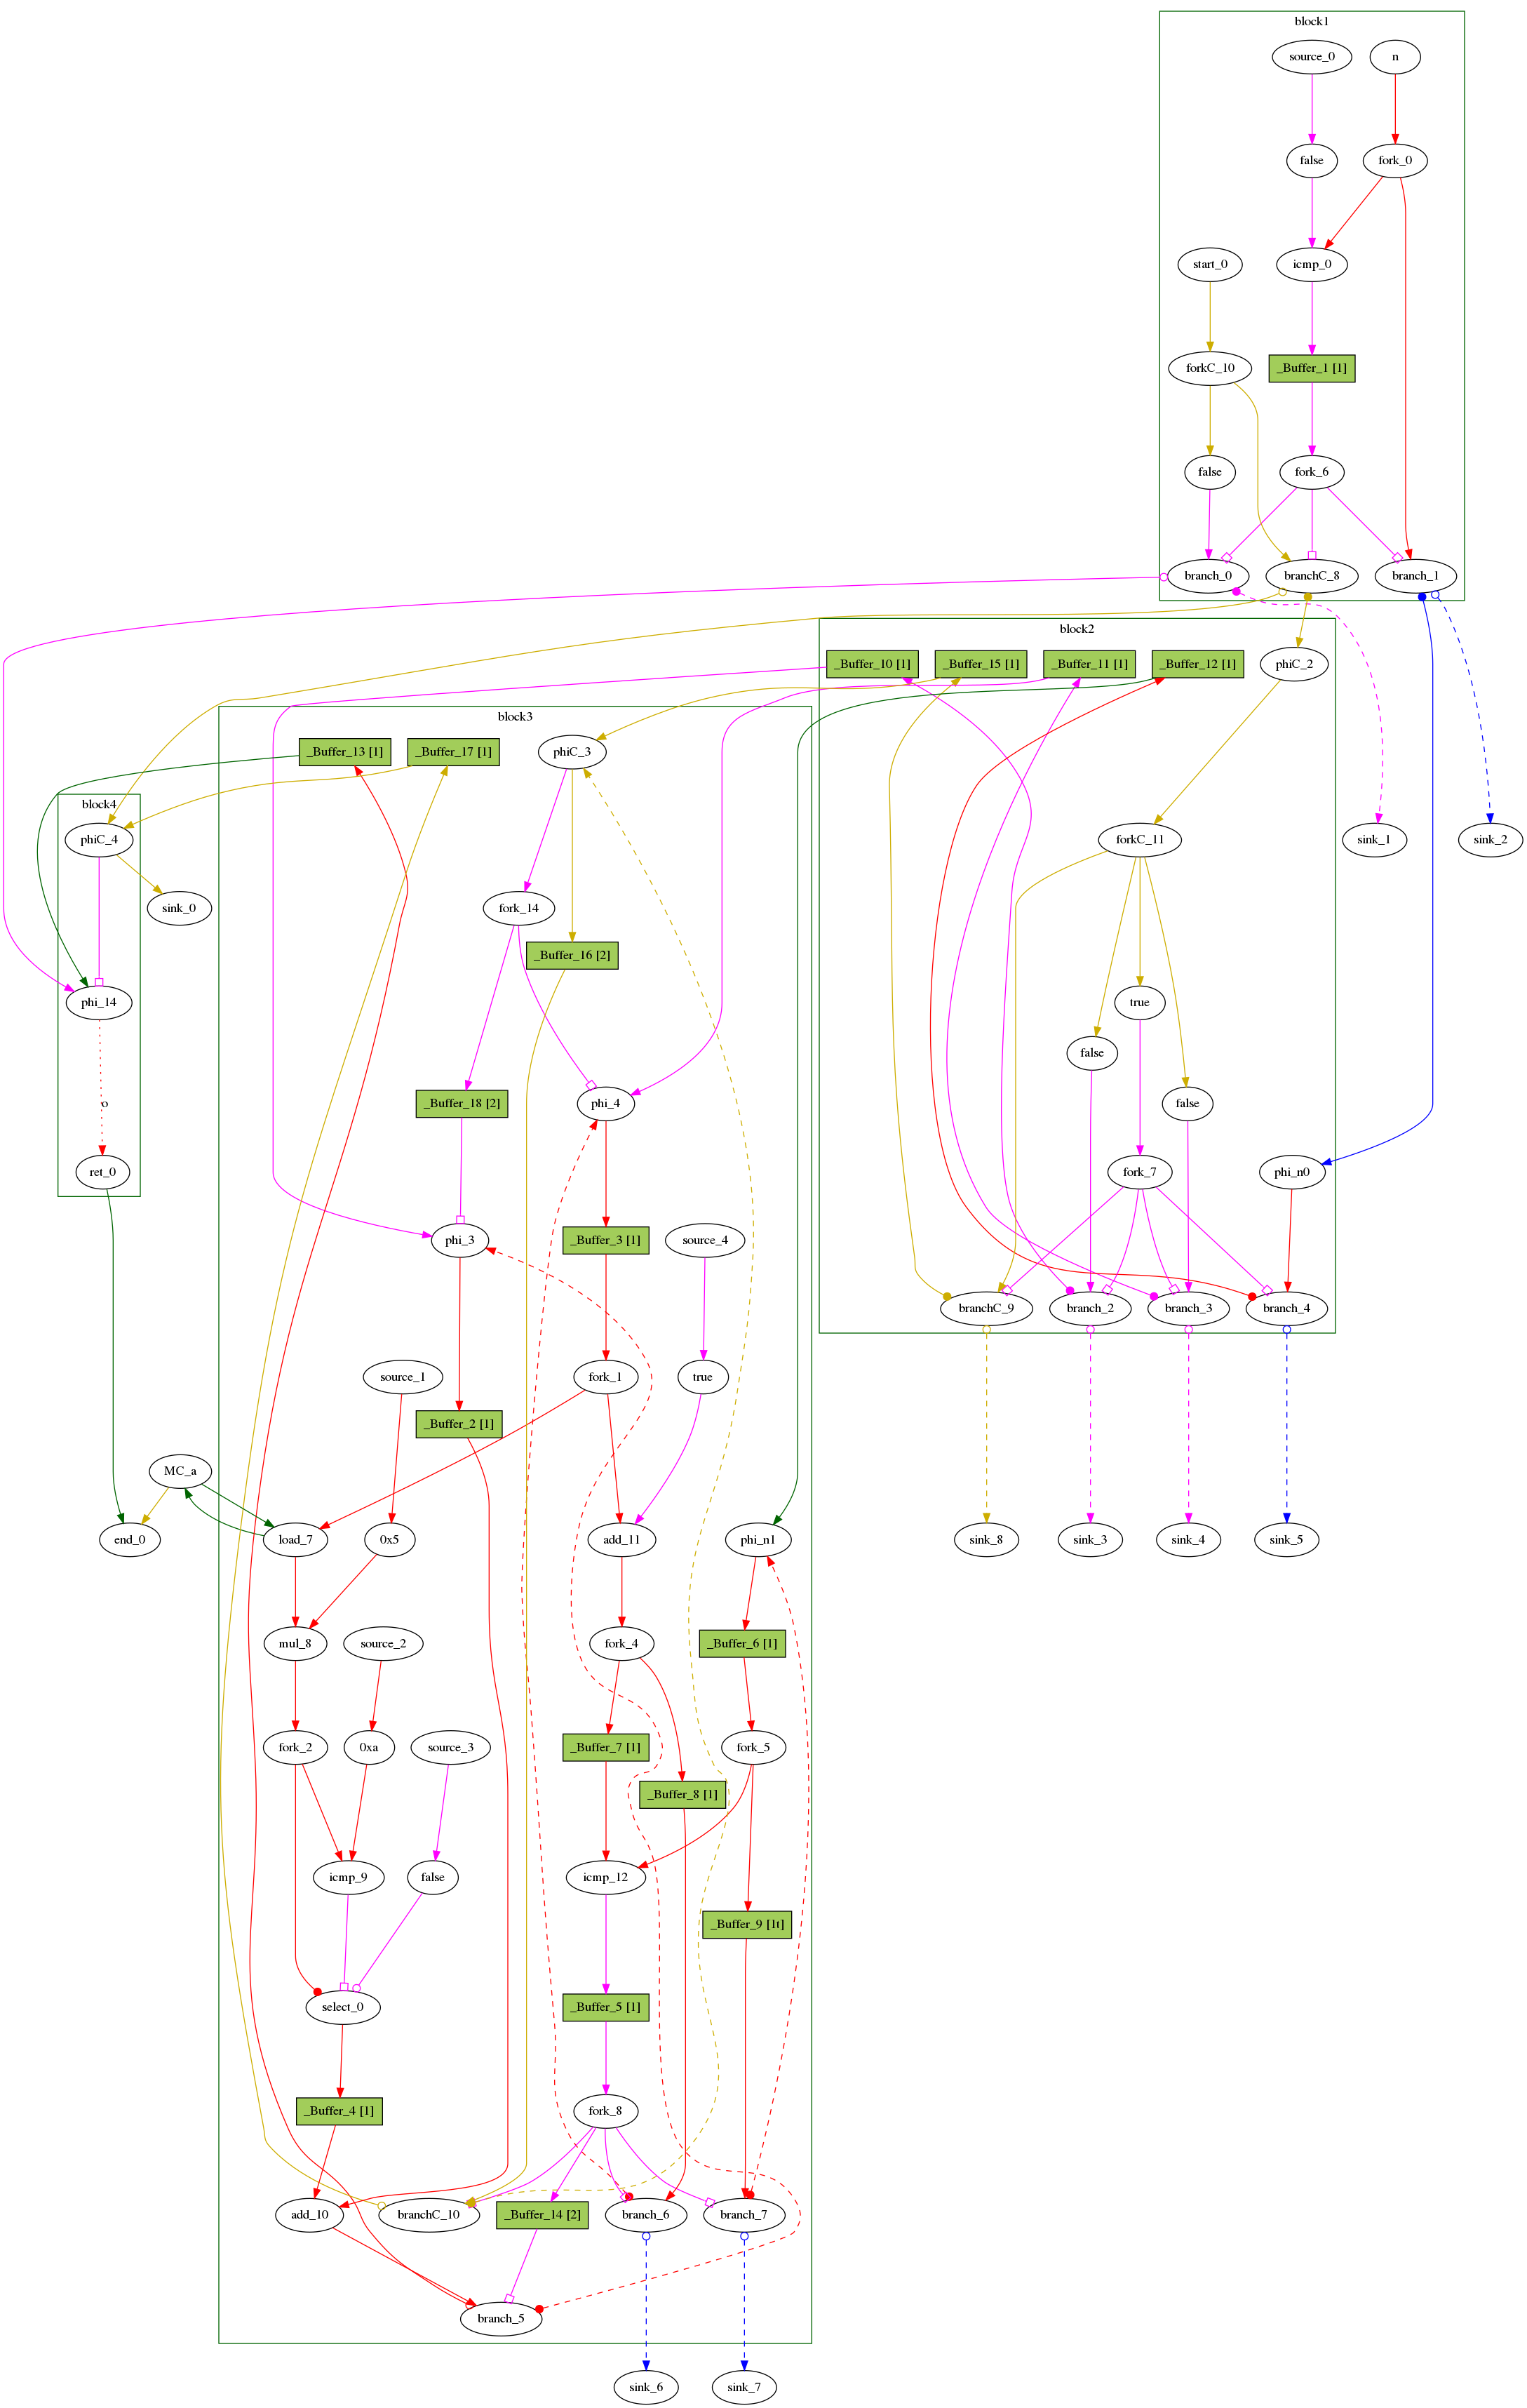 block1
source_0
n
false
fork_0
start_0
icmp_0
forkC_10
_Buffer_1 [1]
false
fork_6
branch_0
branchC_8
branch_1
block2
_Buffer_10 [1]
_Buffer_15 [1]
_Buffer_11 [1]
_Buffer_12 [1]
phiC_2
block3
_Buffer_13 [1]
_Buffer_17 [1]
phiC_3
block4
phiC_4
forkC_11
sink_1
sink_2
sink_0
fork_14
_Buffer_16 [2]
phi_14
true
false
o
_Buffer_18 [2]
phi_4
false
ret_0
fork_7
phi_n0
phi_3
_Buffer_3 [1]
source_4
branchC_9
branch_2
branch_3
branch_4
source_1
fork_1
true
_Buffer_2 [1]
MC_a
end_0
load_7
0x5
add_11
phi_n1
sink_8
sink_3
sink_4
sink_5
mul_8
source_2
fork_4
_Buffer_6 [1]
fork_2
0xa
source_3
_Buffer_7 [1]
fork_5
_Buffer_8 [1]
icmp_9
false
icmp_12
_Buffer_9 [1t]
select_0
_Buffer_5 [1]
_Buffer_4 [1]
fork_8
add_10
branchC_10
_Buffer_14 [2]
branch_6
branch_7
branch_5
sink_6
sink_7